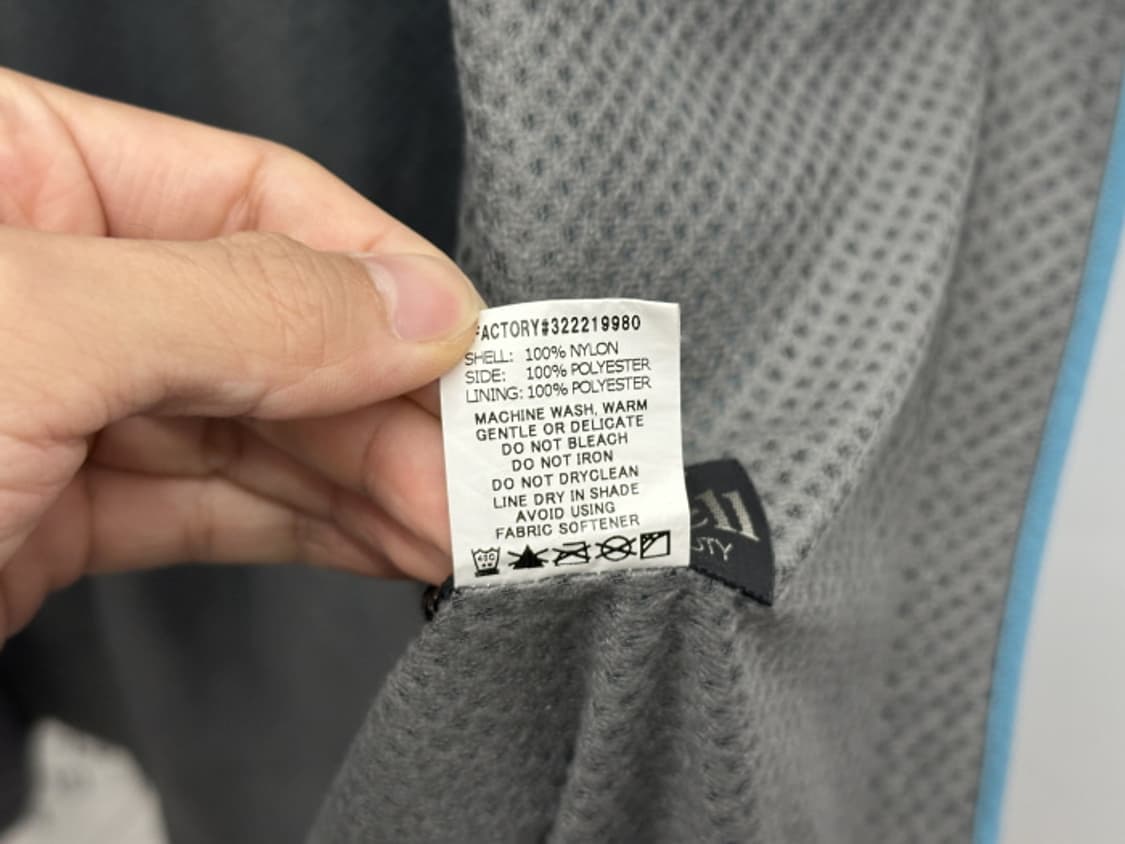 FACTORY#322219980
SHELL: 100% NYLON
SIDE: 100% POLYESTER
LINING: 100% POLYESTER
MACHINE WASH, WARM
GENTLE OR DELICATE
DO NOT BLEACH
DO NOT IRON
DO NOT DRYCLEAN
LINE DRY IN SHADE
AVOID USING
FABRIC SOFTENER